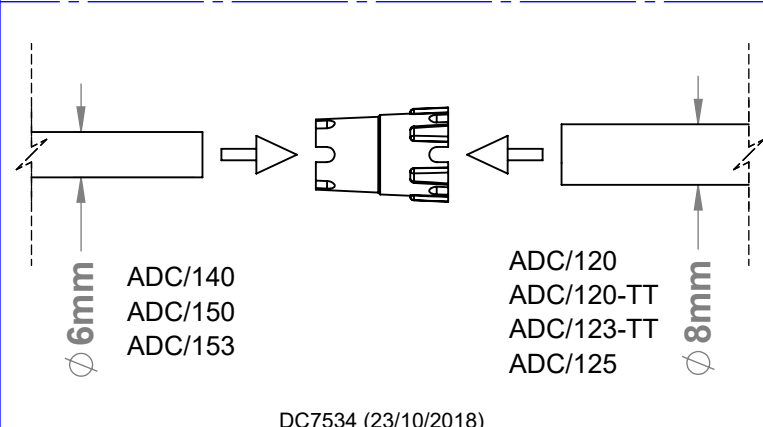 ∅ 6mm
ADC/140
ADC/150
ADC/153
ADC/120
ADC/120-TT
ADC/123-TT
ADC/125
∅ 8mm
DC7534 (23/10/2018)